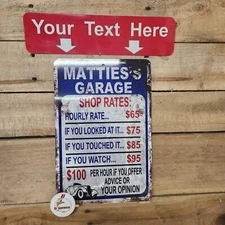 Your Text Here
MATTIES'S
GARAGE
SHOP RATES:
HOURLY RATE... $65
IF YOU LOOKED AT IT... $75
IF YOU TOUCHED IT... $85
IF YOU WATCH... $95
$100 PER HOUR IF YOU OFFER
ADVICE OR
YOUR OPINION